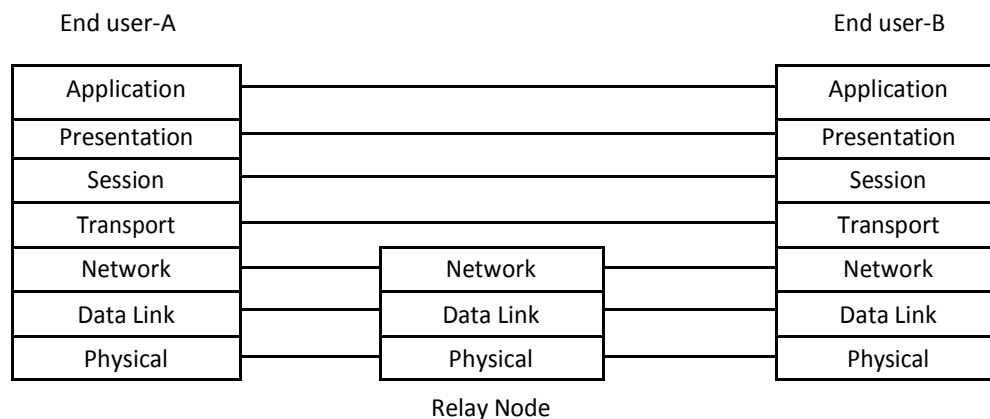 End user-A End user-B
Application Application
Presentation Presentation
Session Session
Transport Transport
Network Network Network
Data Link Data Link Data Link
Physical Physical Physical
Relay Node